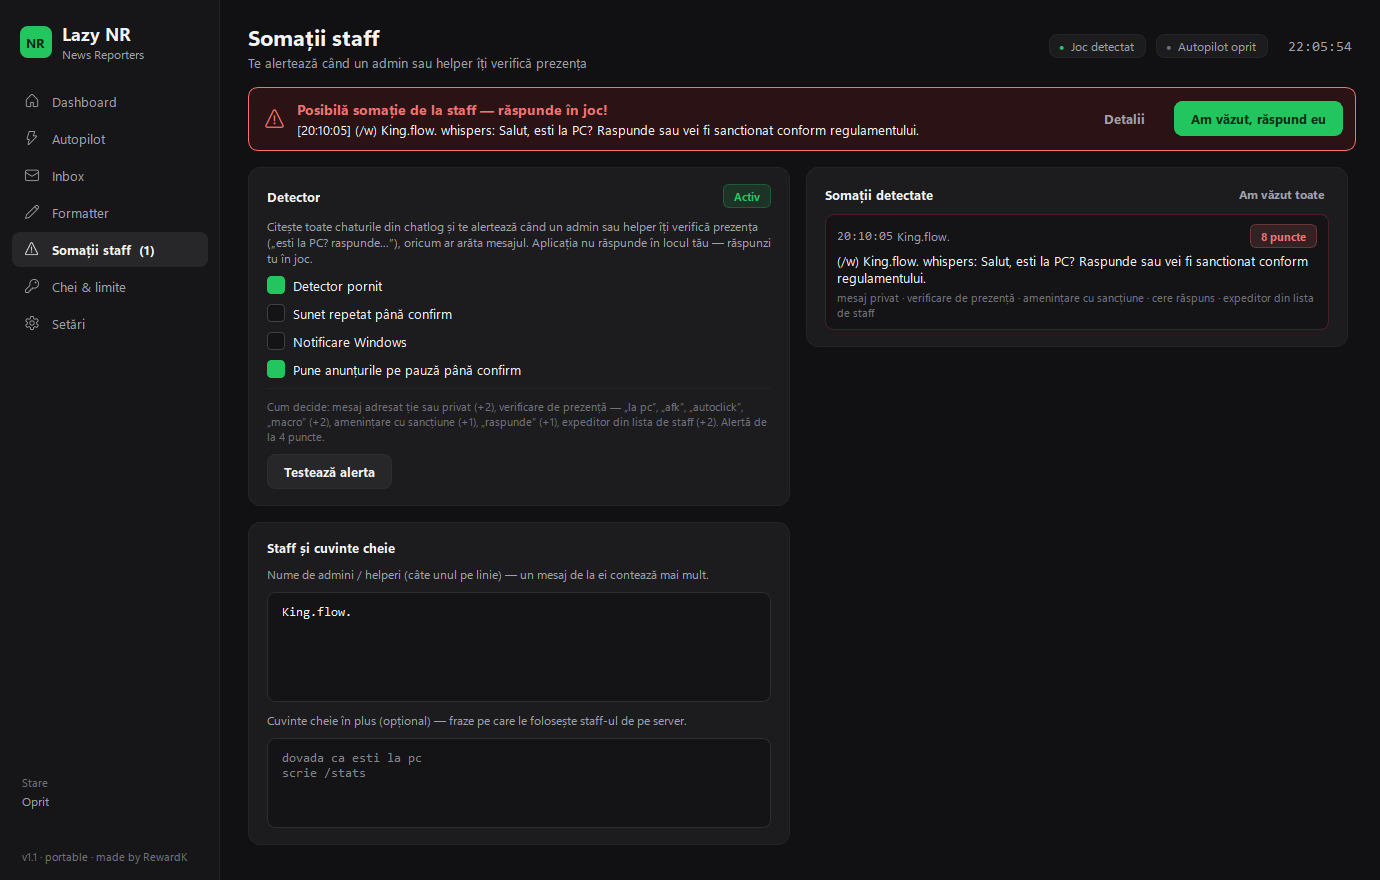 NR
Lazy NR
News Reporters
Dashboard
Autopilot
Inbox
Formatter
Somații staff (1)
Chei & limite
Setări
Stare
Oprit
v1.1 · portable · made by RewardK
Somații staff
Te alertează când un admin sau helper îți verifică prezența
Joc detectat
Autopilot oprit
22:05:54
Posibilă somație de la staff — răspunde în joc!
[20:10:05] (/w) King.flow. whispers: Salut, esti la PC? Raspunde sau vei fi sanctionat conform regulamentului.
Detalii
Am văzut, răspund eu
Detector
Activ
Citește toate chaturile din chatlog și te alertează când un admin sau helper îți verifică prezența
(„esti la PC? raspunde...”), oricum ar arăta mesajul. Aplicația nu răspunde în locul tău — răspunzi
tu în joc.
Detector pornit
Sunet repetat până confirm
Notificare Windows
Pune anunțurile pe pauză până confirm
Cum decide: mesaj adresat ție sau privat (+2), verificare de prezență — „la pc”, „afk”, „autoclick”,
„macro” (+2), amenințare cu sancțiune (+1), „raspunde” (+1), expeditor din lista de staff (+2). Alertă de
la 4 puncte.
Testează alerta
Staff și cuvinte cheie
Nume de admini / helperi (câte unul pe linie) — un mesaj de la ei contează mai mult.
King.flow.
Cuvinte cheie în plus (opțional) — fraze pe care le folosește staff-ul de pe server.
dovada ca esti la pc
scrie /stats
Somații detectate
Am văzut toate
20:10:05 King.flow.
8 puncte
(/w) King.flow. whispers: Salut, esti la PC? Raspunde sau vei fi sanctionat conform
regulamentului.
mesaj privat · verificare de prezență · amenințare cu sancțiune · cere răspuns · expeditor din lista
de staff